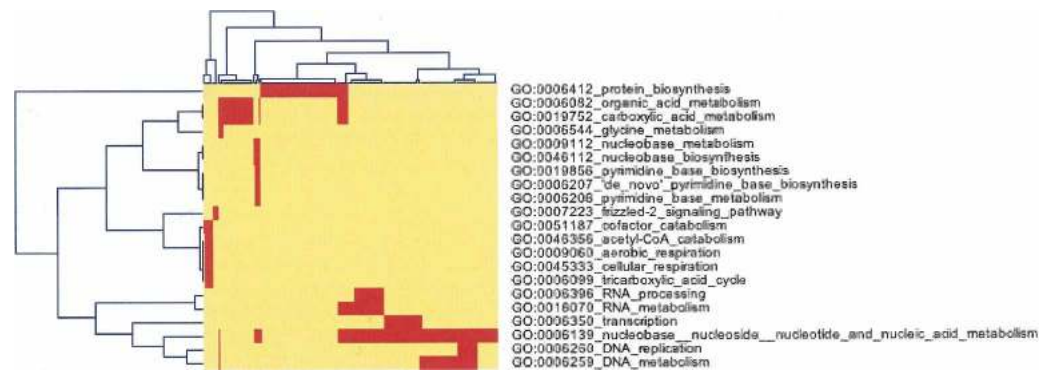 GO:0006412_protein_biosynthesis
GO:0006082_organic_acid_metabolism
GO:0019752_carboxylic_acid_metabolism
GO:0006544_glycine_metabolism
GO:0009112_nucleobase_metabolism
GO:0046112_nucleobase_biosynthesis
GO:0019856_pyrimidine_base_biosynthesis
GO:0006207_'de_novo'_pyrimidine_base_biosynthesis
GO:0006206_pyrimidine_base_metabolism
GO:0007223_frizzled-2_signaling_pathway
GO:0051187_cofactor_catabolism
GO:0046356_acetyl-CoA_catabolism
GO:0009060_aerobic_respiration
GO:0045333_cellular_respiration
GO:0006099_tricarboxylic_acid_cycle
GO:0006396_RNA_processing
GO:0016070_RNA_metabolism
GO:0006350_transcription
GO:0006139_nucleobase__nucleoside__nucleotide_and_nucleic_acid_metabolism
GO:0006260_DNA_replication
GO:0006259_DNA_metabolism